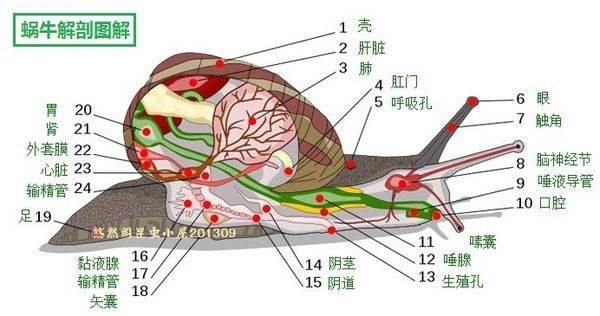 蜗牛解剖图解
1 壳
2 肝脏
3 肺
4 肛门
5 呼吸孔
6 眼
7 触角
8 脑神经节
9 唾液导管
10 口腔
嗉囊
11
12 唾腺
13 生殖孔
14 阴茎
15 阴道
胃 20
肾 21
外套膜 22
心脏 23
输精管 24
足 19
悠然阁昆虫小屋201309
黏液腺 16
输精管 17
矢囊 18